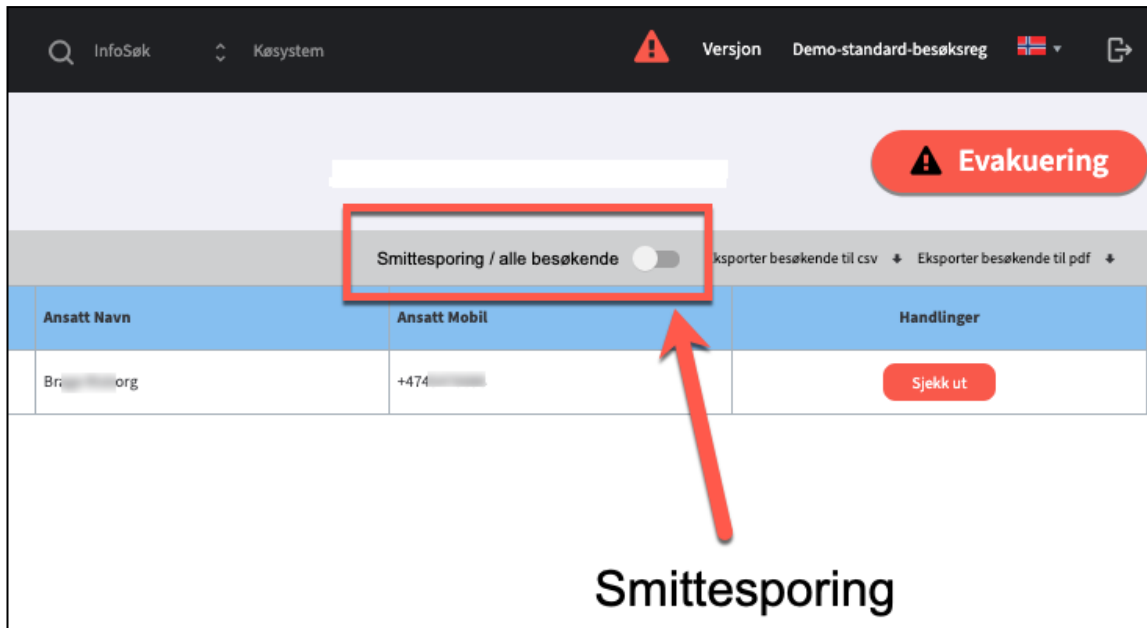 InfoSøk Køsystem Versjon Demo-standard-besøksreg
Evakuering
Smittesporing / alle besøkende ksporter besøkende til csv Eksporter besøkende til pdf
Ansatt Navn Ansatt Mobil Handlinger
+474 Sjekk ut
Smittesporing